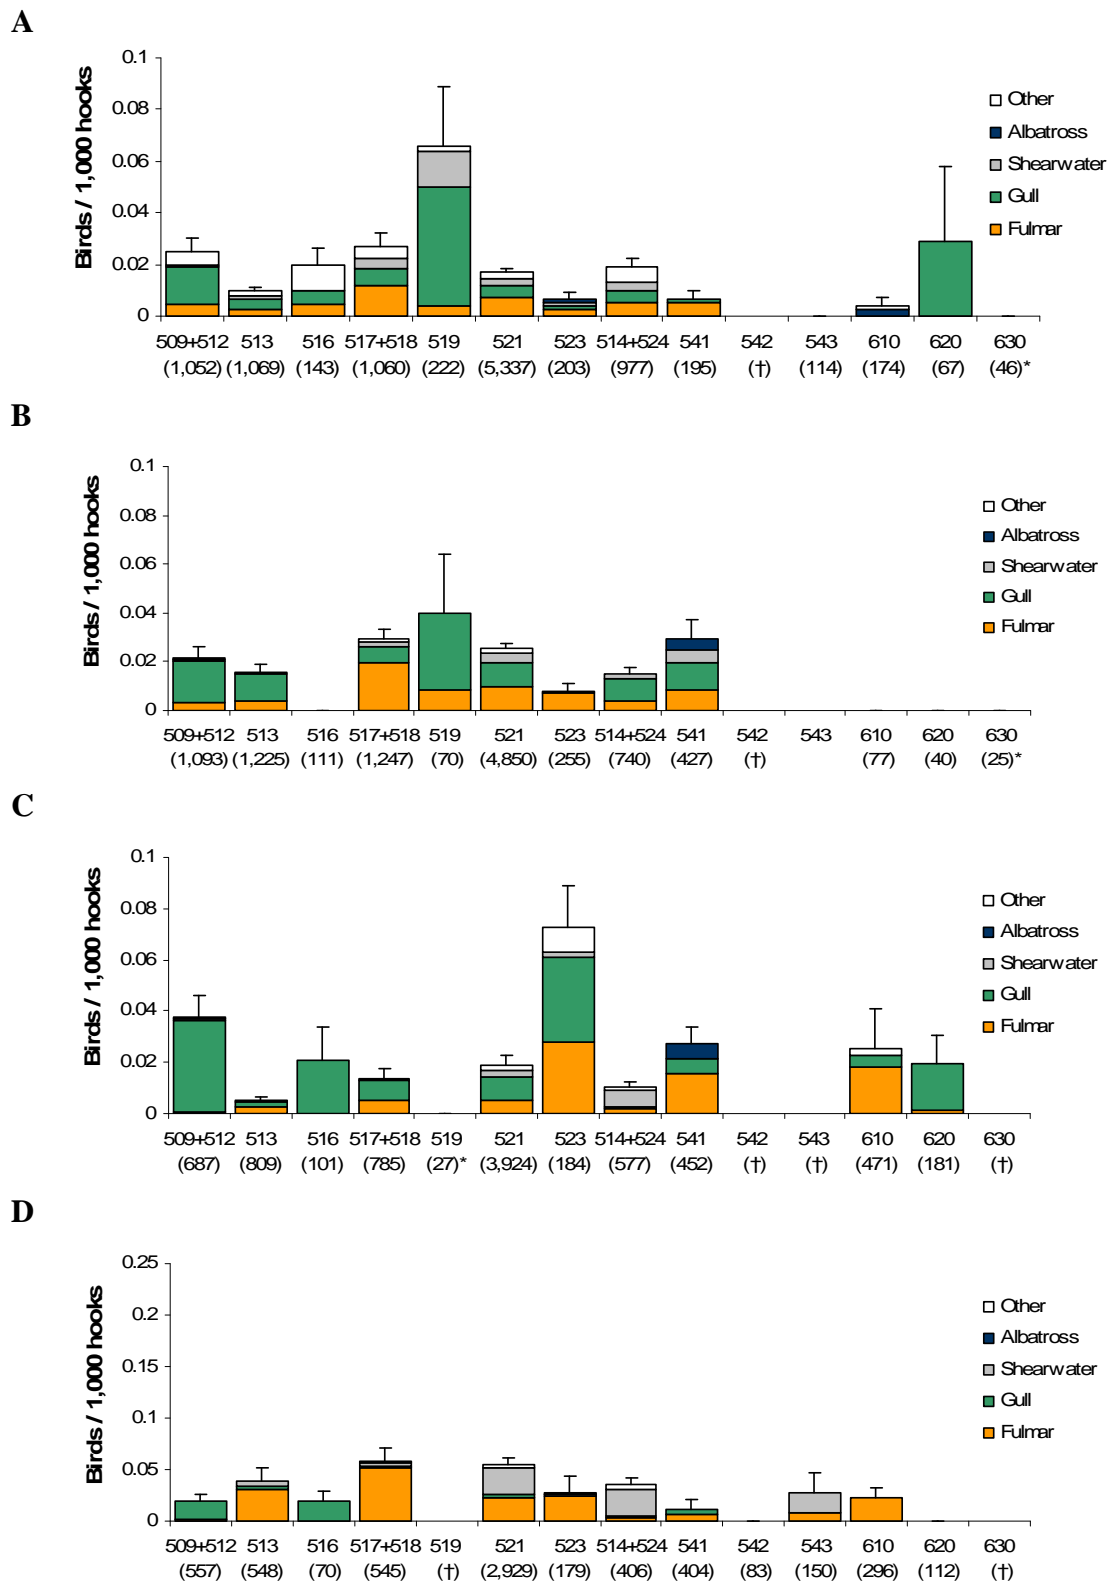 A
0.1
0.08
0.06
0.04
0.02
0
Birds / 1,000 hooks
Other
Albatross
Shearwater
Gull
Fulmar
509+512 513 516 517+518 519 521 523 514+524 541 542 543 610 620 630
(1,052) (1,069) (143) (1,060) (222) (5,337) (203) (977) (195) (†) (114) (174) (67) (46)*
B
0.1
0.08
0.06
0.04
0.02
0
Birds / 1,000 hooks
Other
Albatross
Shearwater
Gull
Fulmar
509+512 513 516 517+518 519 521 523 514+524 541 542 543 610 620 630
(1,093) (1,225) (111) (1,247) (70) (4,850) (255) (740) (427) (†) (77) (40) (25)*
C
0.1
0.08
0.06
0.04
0.02
0
Birds / 1,000 hooks
Other
Albatross
Shearwater
Gull
Fulmar
509+512 513 516 517+518 519 521 523 514+524 541 542 543 610 620 630
(687) (809) (101) (785) (27)* (3,924) (184) (577) (452) (†) (†) (471) (181) (†)
D
0.25
0.2
0.15
0.1
0.05
0
Birds / 1,000 hooks
Other
Albatross
Shearwater
Gull
Fulmar
509+512 513 516 517+518 519 521 523 514+524 541 542 543 610 620 630
(557) (548) (70) (545) (†) (2,929) (179) (406) (404) (83) (150) (296) (112) (†)